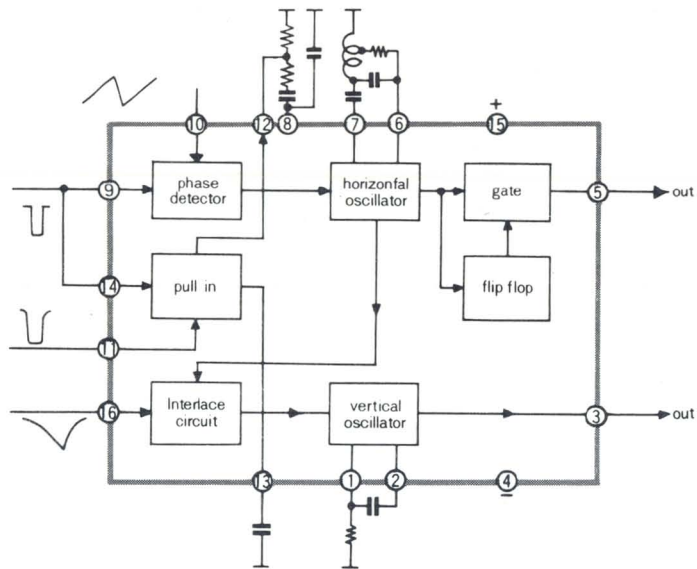 +
10
12
8
7
6
15
9
phase
detector
horizonfal
oscillator
gate
5
out
14
pull in
flip flop
11
16
Interlace
circuit
vertical
oscillator
3
out
13
1
2
4
−